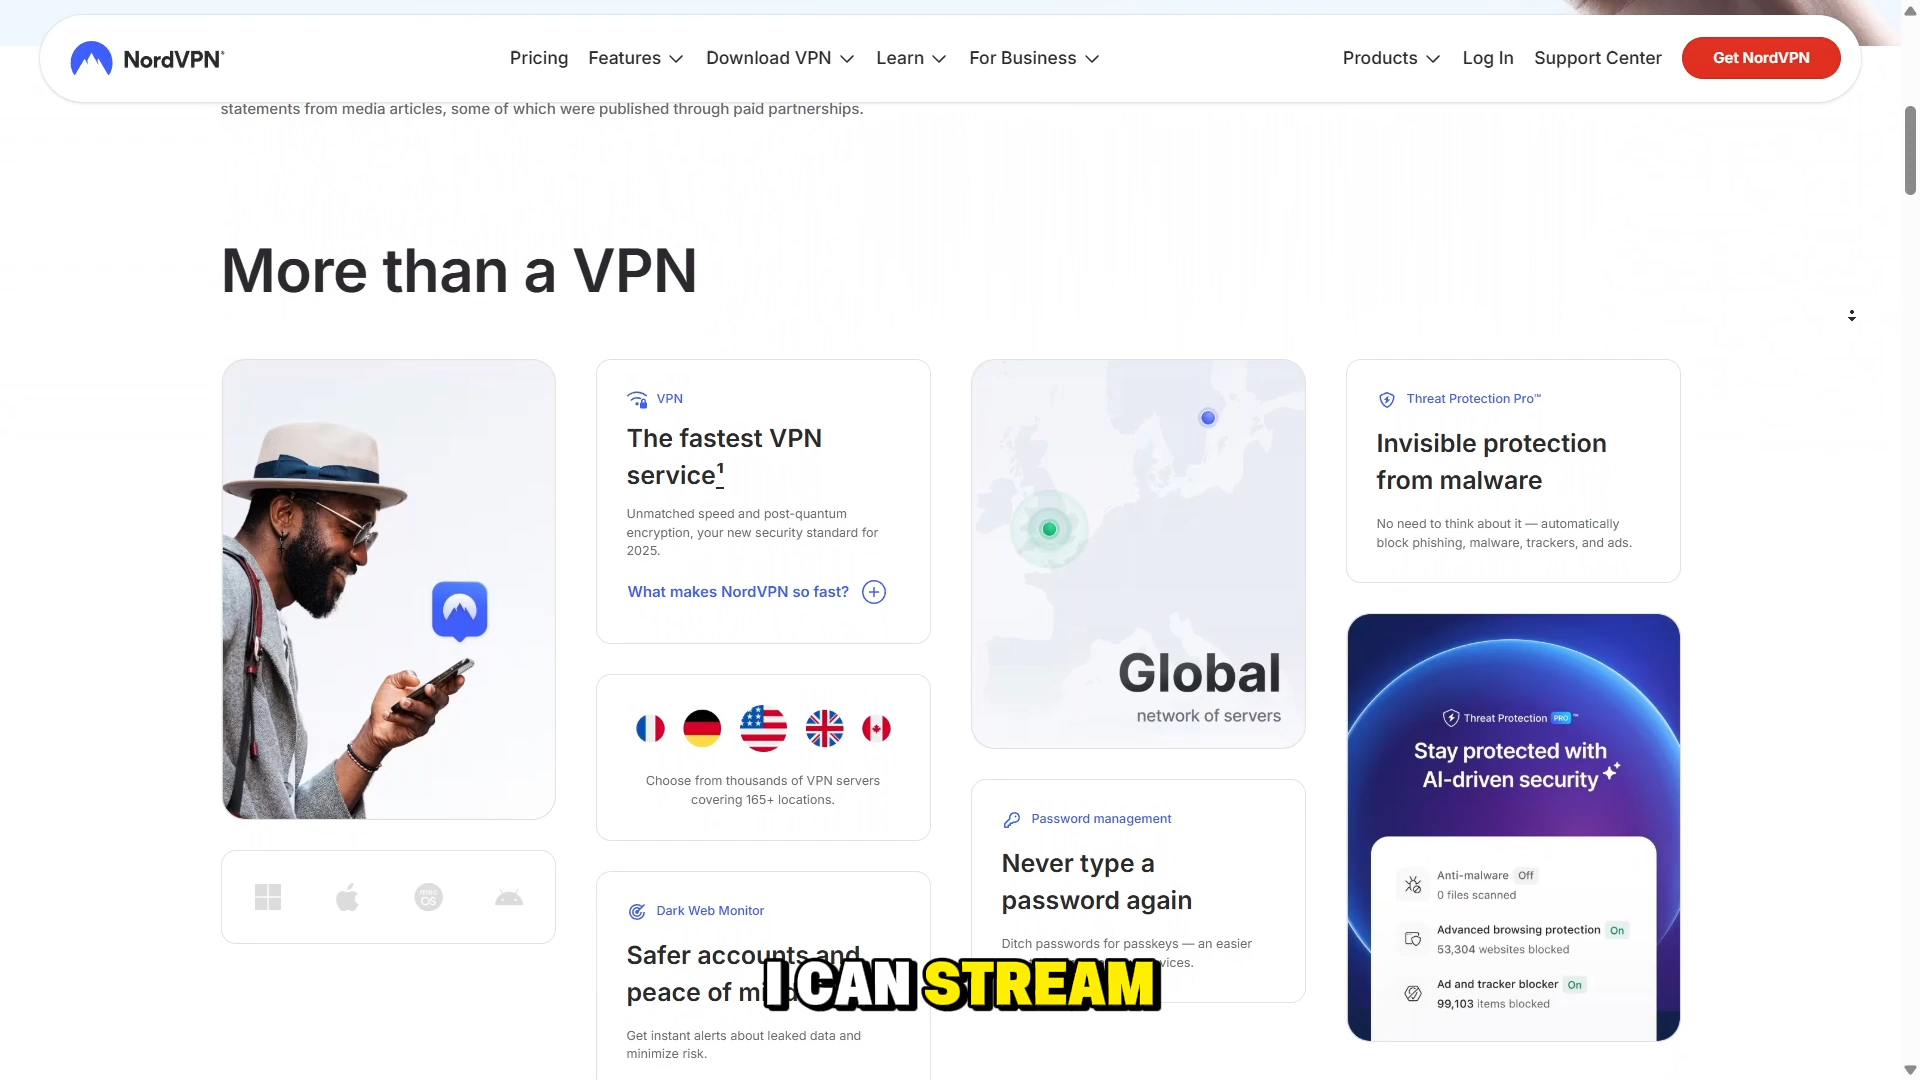 NordVPN®
Pricing
Features
Download VPN
Learn
For Business
Products
Log In
Support Center
Get NordVPN
statements from media articles, some of which were published through paid partnerships.
More than a VPN
VPN
The fastest VPN
service¹
Unmatched speed and post-quantum
encryption, your new security standard for
2025.
What makes NordVPN so fast?
Choose from thousands of VPN servers
covering 165+ locations.
mac
OS
Dark Web Monitor
Safer accounts and
peace of
Get instant alerts about leaked data and
minimize risk.
Global
network of servers
Password management
Never type a
password again
Ditch passwords for passkeys — an easier
Threat Protection Pro™
Invisible protection
from malware
No need to think about it — automatically
block phishing, malware, trackers, and ads.
Threat Protection PRO ™
Stay protected with
AI-driven security
Anti-malware Off
0 files scanned
Advanced browsing protection On
53,304 websites blocked
Ad and tracker blocker On
99,103 items blocked
I CAN STREAM